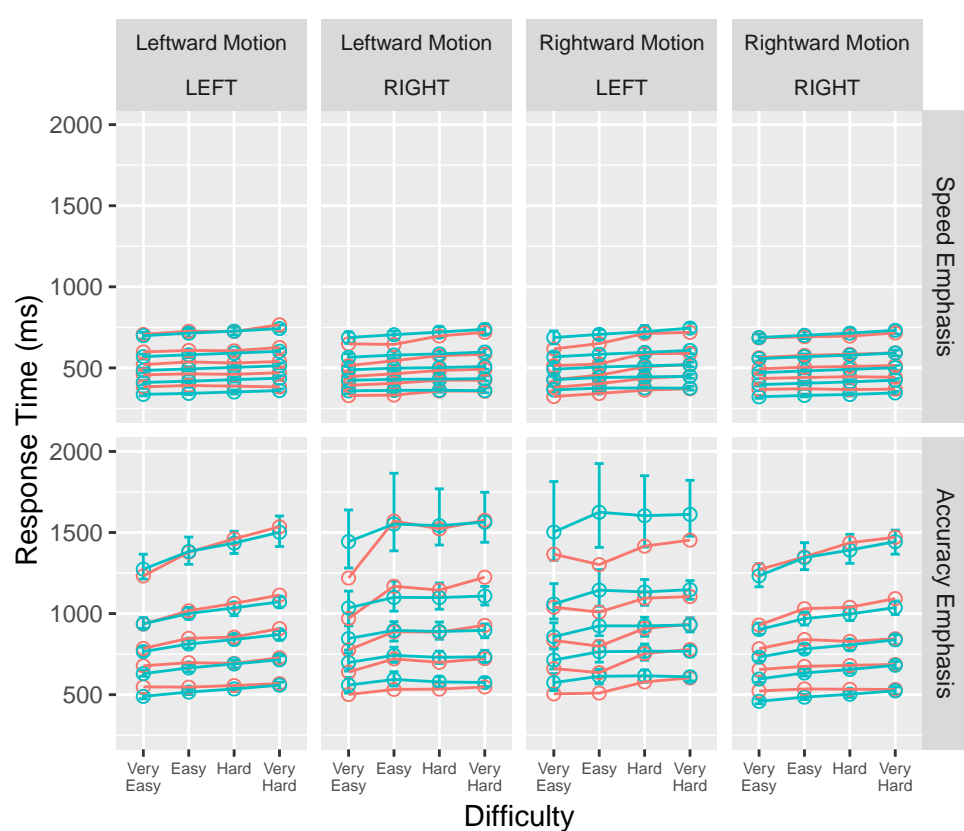 Leftward Motion
LEFT
Leftward Motion
RIGHT
Rightward Motion
LEFT
Rightward Motion
RIGHT
2000
1500
1000
500
Speed Emphasis
2000
1500
1000
500
Accuracy Emphasis
Response Time (ms)
Very
Easy
Easy
Hard
Very
Hard
Very
Easy
Easy
Hard
Very
Hard
Very
Easy
Easy
Hard
Very
Hard
Very
Easy
Easy
Hard
Very
Hard
Difficulty